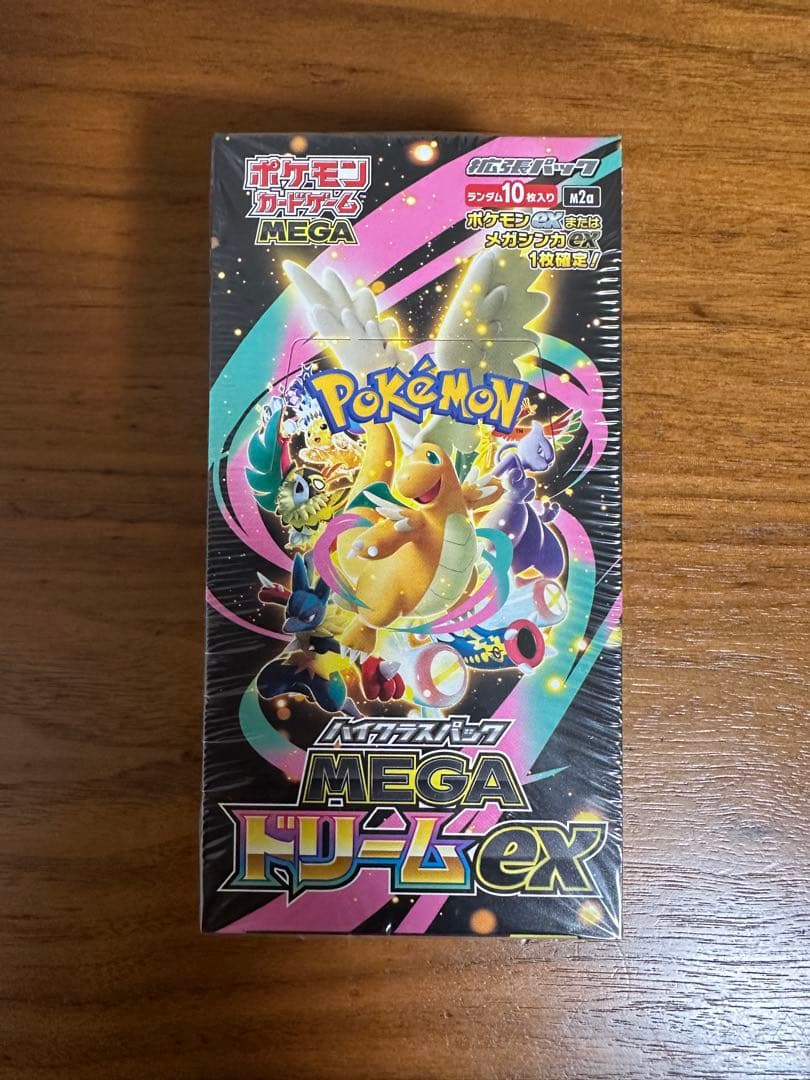 ポケモン
カードゲーム
MEGA
拡張パック
ランダム10枚入り
M2a
ポケモンexまたは
メガシンカex
1枚確定!
POKéMON
TM
ハイクラスパック
MEGA
ドリームex